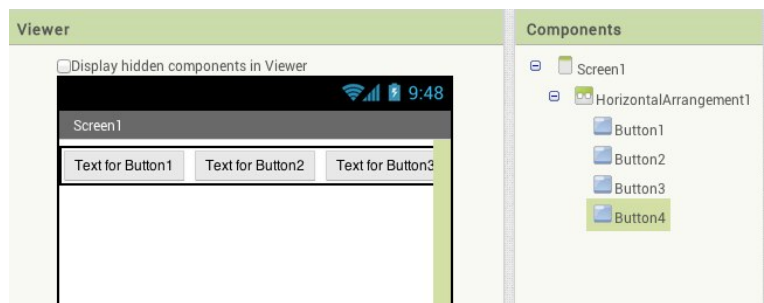 Viewer
Display hidden components in Viewer
9:48
Screen1
Text for Button1 Text for Button2 Text for Button3
Components
Screen1
HorizontalArrangement1
Button1
Button2
Button3
Button4